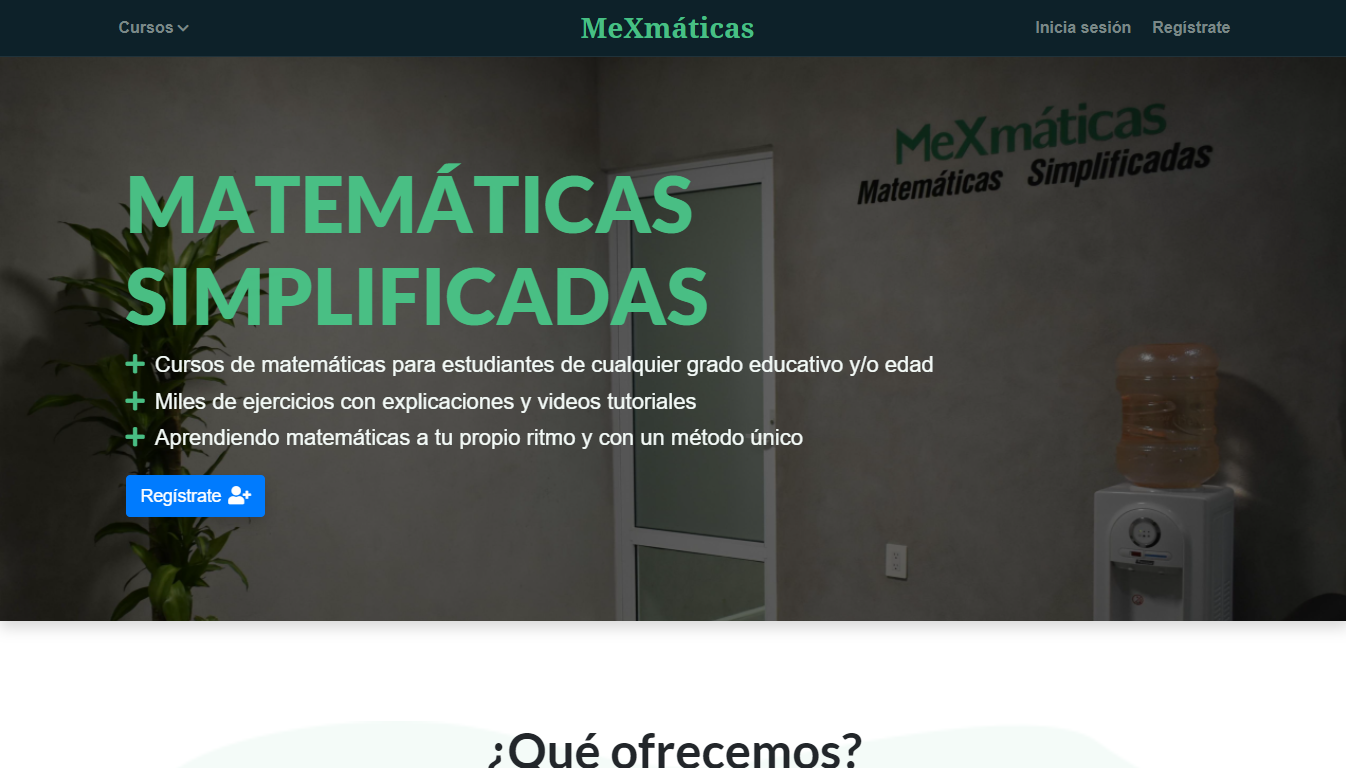 Cursos
MeXmáticas
Inicia sesión
Regístrate
MeXmáticas
Matemáticas Simplificadas
MATEMÁTICAS
SIMPLIFICADAS
Cursos de matemáticas para estudiantes de cualquier grado educativo y/o edad
Miles de ejercicios con explicaciones y videos tutoriales
Aprendiendo matemáticas a tu propio ritmo y con un método único
Regístrate
¿Qué ofrecemos?